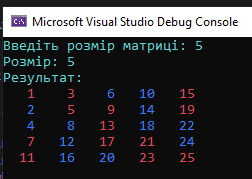 Microsoft Visual Studio Debug Console
Введіть розмір матриці: 5
Розмір: 5
Результат:
1 3 6 10 15
2 5 9 14 19
4 8 13 18 22
7 12 17 21 24
11 16 20 23 25